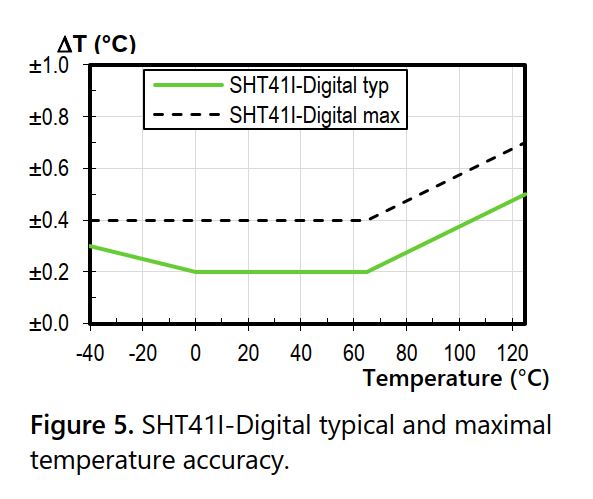 ΔT (°C)
±1.0
±0.8
±0.6
±0.4
±0.2
±0.0
SHT41I-Digital typ
SHT41I-Digital max
-40 -20 0 20 40 60 80 100 120
Temperature (°C)
Figure 5. SHT41I-Digital typical and maximal
temperature accuracy.